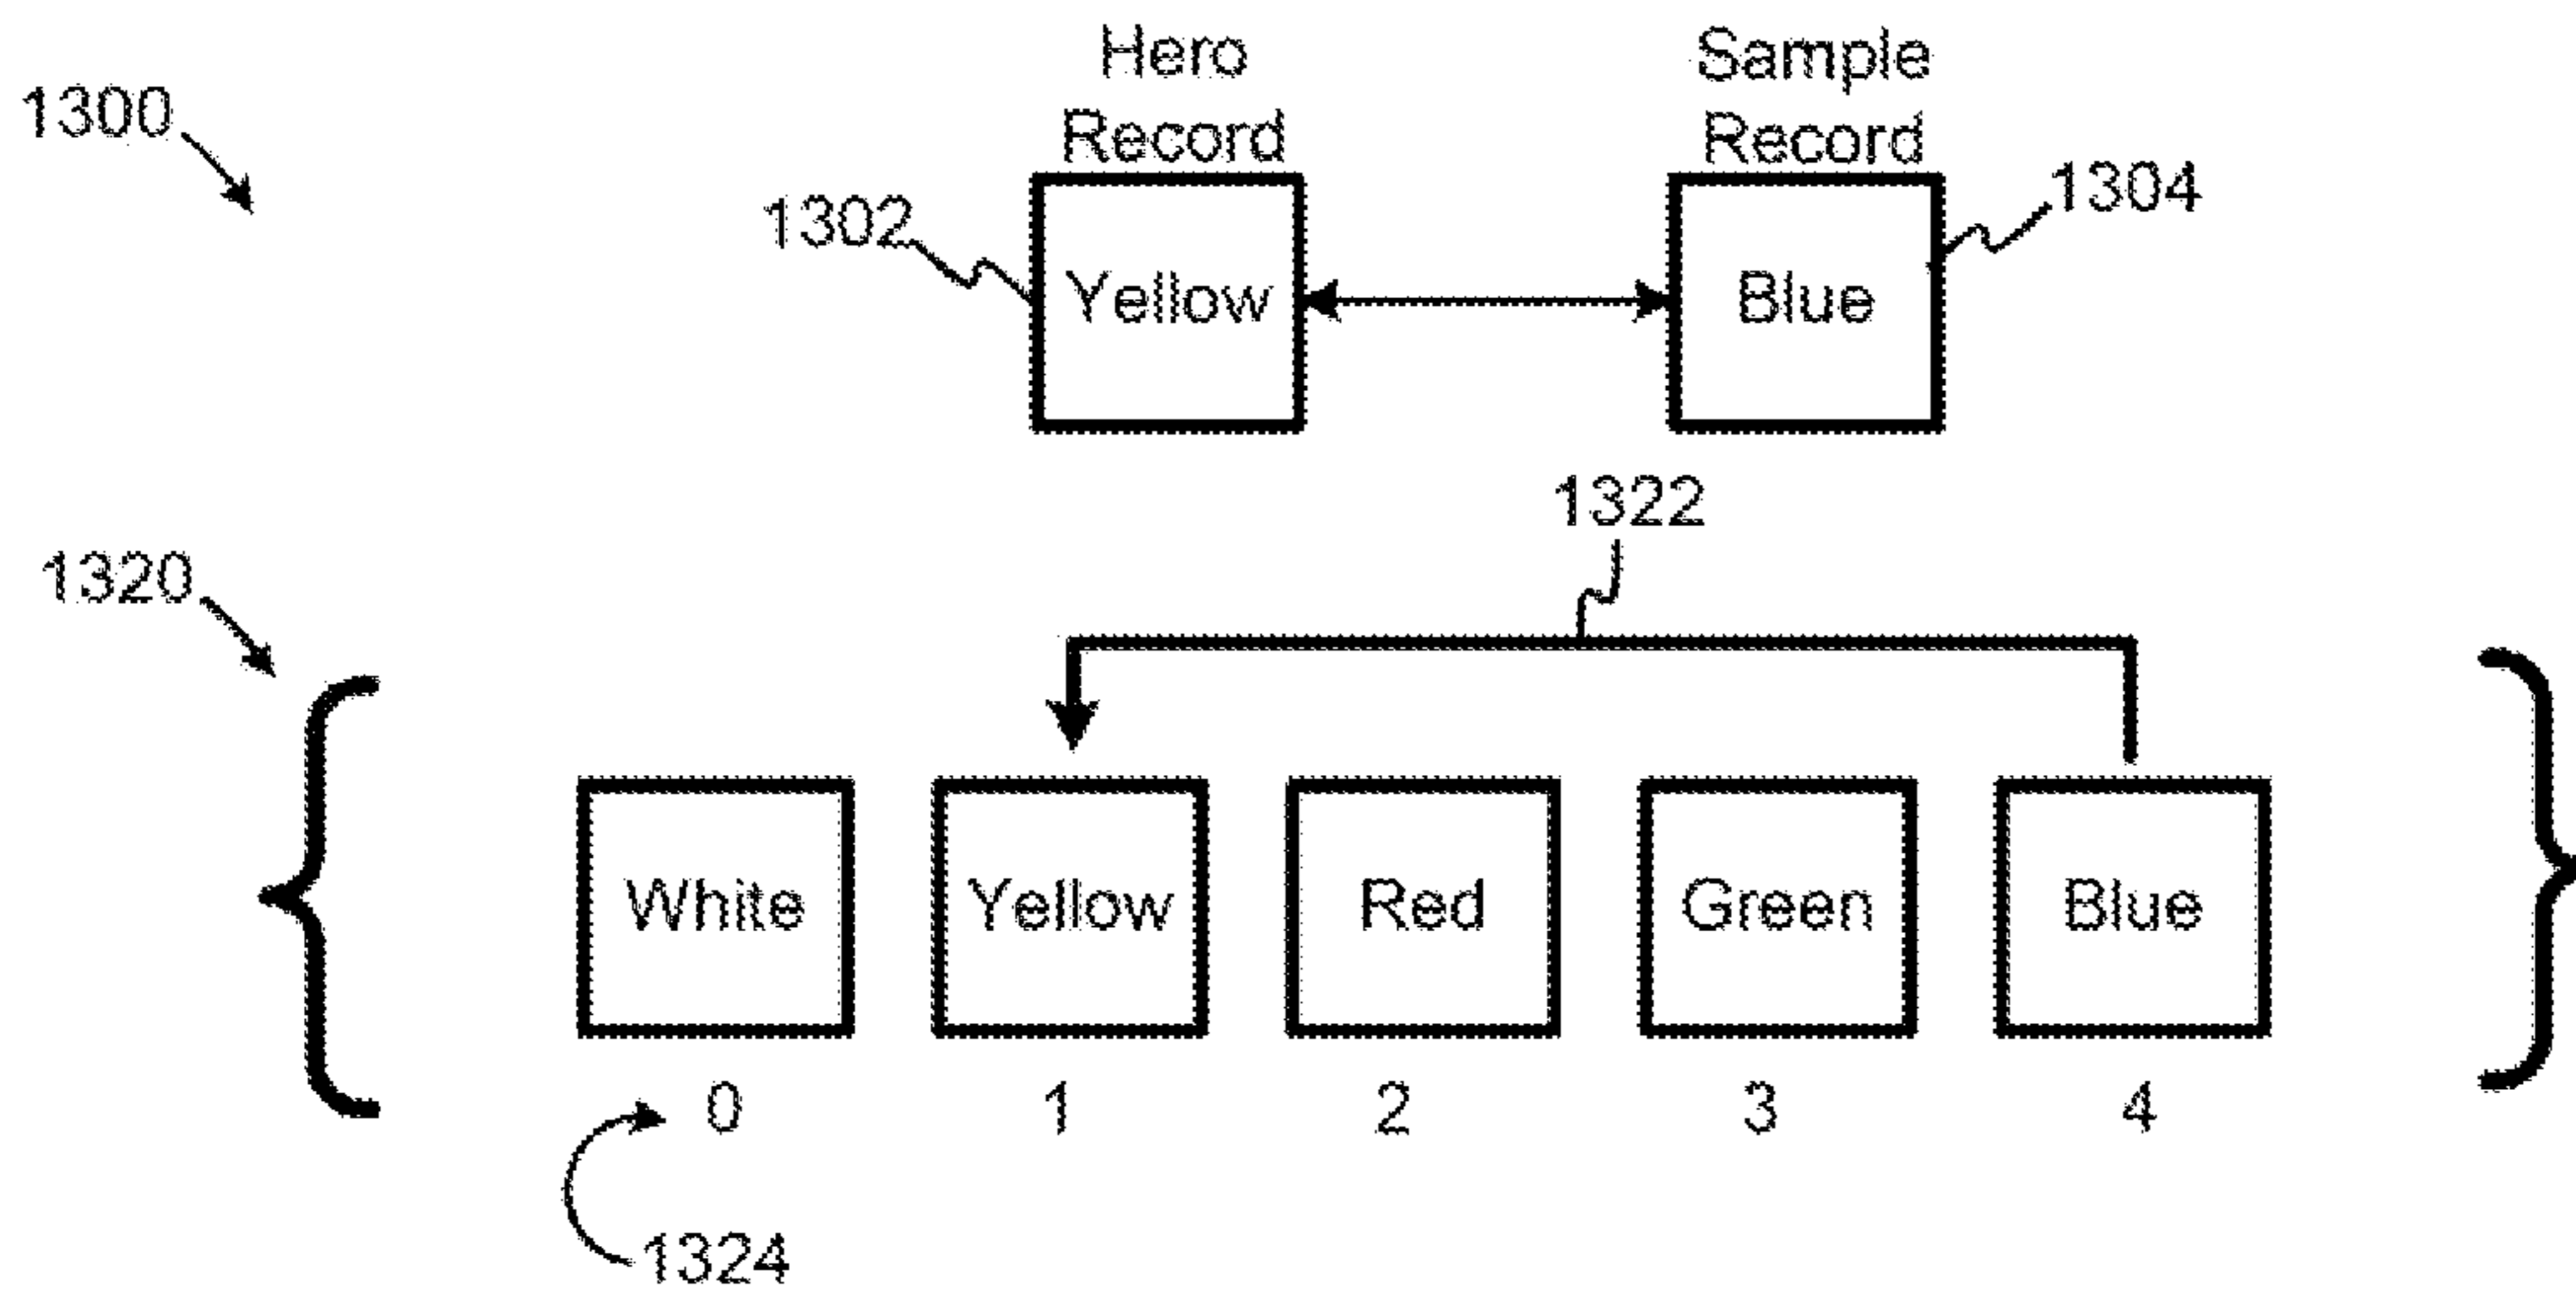 Hero Record
Sample Record
1300
1302
1304
Yellow
Blue
1322
1320
White
Yellow
Red
Green
Blue
0
1
2
3
4
1324